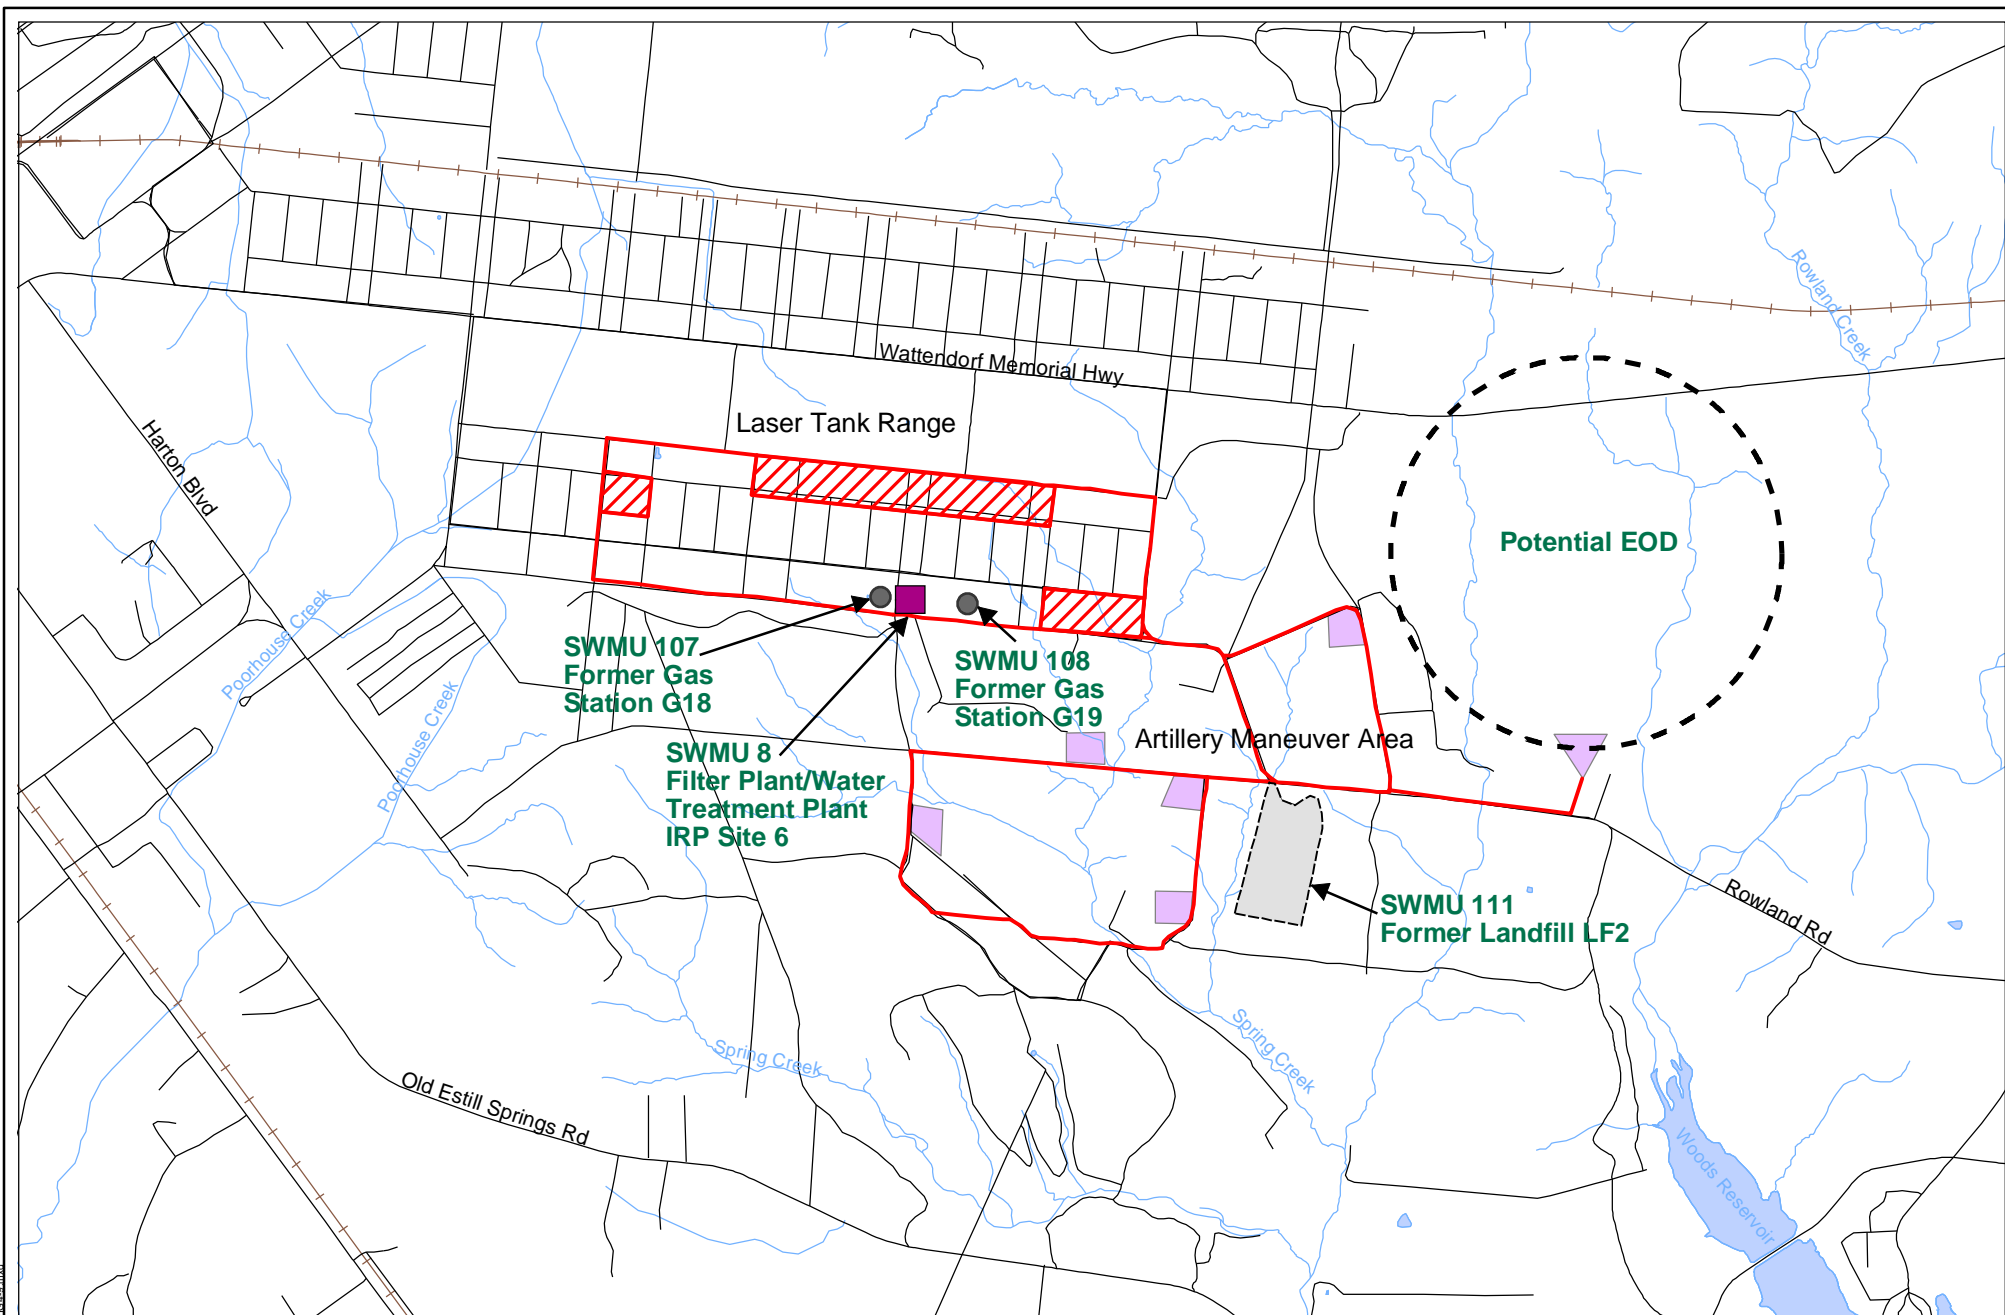 Rowland Creek
Wattendorf Memorial Hwy
Laser Tank Range
Harton Blvd
Potential EOD
Poorhouse Creek
SWMU 107
Former Gas
Station G18
SWMU 108
Former Gas
Station G19
Poorhouse Creek
Artillery Maneuver Area
SWMU 8
Filter Plant/Water
Treatment Plant
IRP Site 6
SWMU 111
Former Landfill LF2
Rowland Rd
Spring Creek
Spring Creek
Old Estill Springs Rd
Woods Reservoir